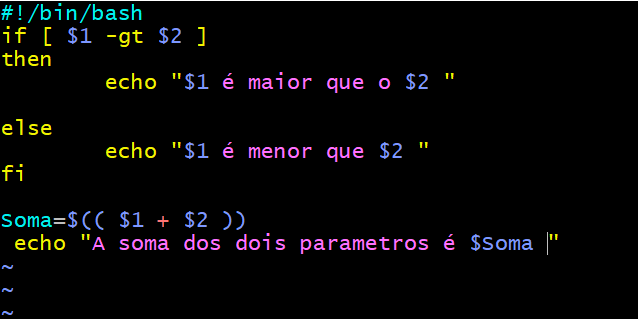 #!/bin/bash
if [ $1 -gt $2 ]
then
        echo "$1 é maior que o $2 "

else
        echo "$1 é menor que $2 "
fi

Soma=$(( $1 + $2 ))
 echo "A soma dos dois parametros é $Soma "
~
~
~